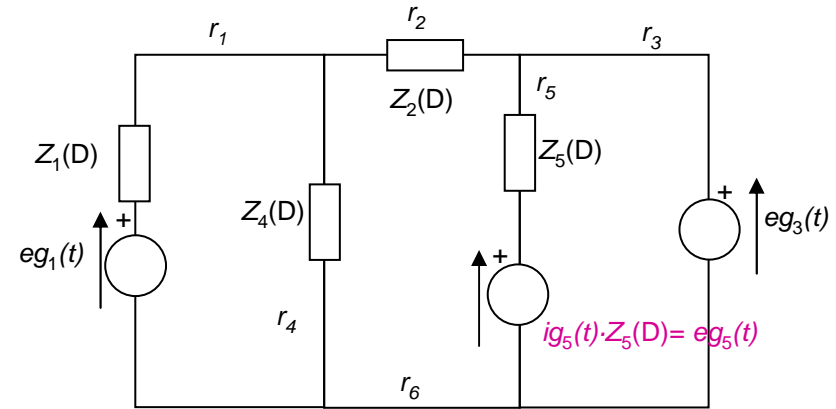 r1
r2
r3
r5
Z2(D)
Z1(D)
Z5(D)
Z4(D)
+
+
eg1(t)
+
eg3(t)
r4
ig5(t)·Z5(D)= eg5(t)
r6